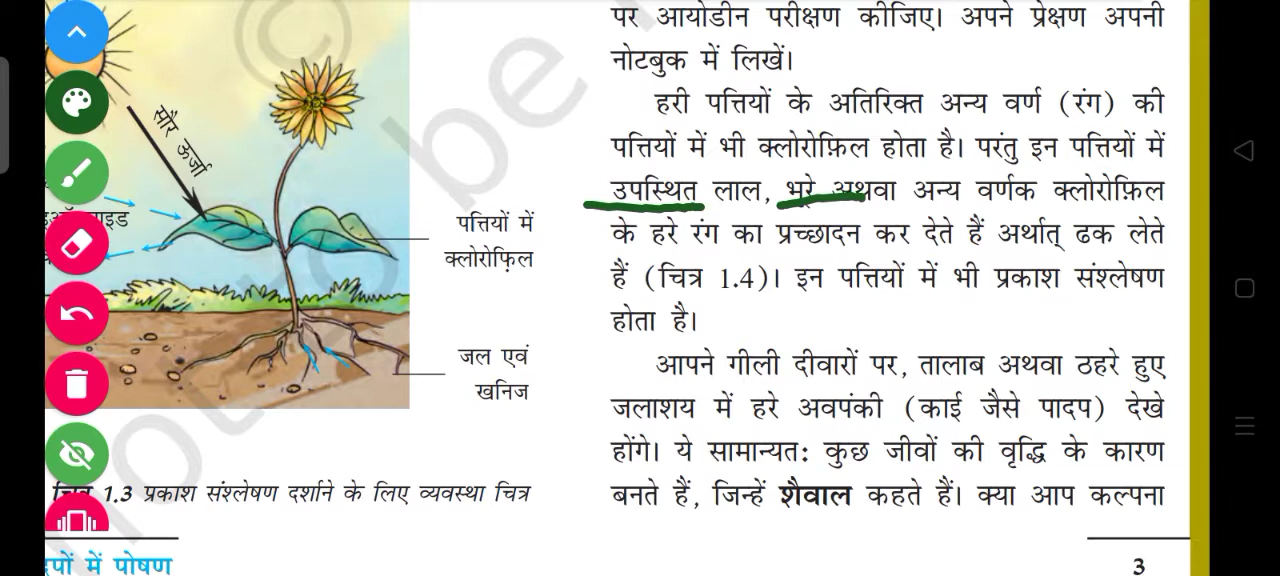 सौर ऊर्जा
पत्तियों में
क्लोरोफ़िल
जल एवं
खनिज
चित्र 1.3 प्रकाश संश्लेषण दर्शाने के लिए व्यवस्था चित्र
पर आयोडीन परीक्षण कीजिए। अपने प्रेक्षण अपनी
नोटबुक में लिखें।
हरी पत्तियों के अतिरिक्त अन्य वर्ण (रंग) की
पत्तियों में भी क्लोरोफ़िल होता है। परंतु इन पत्तियों में
उपस्थित लाल, भूरे अथवा अन्य वर्णक क्लोरोफ़िल
के हरे रंग का प्रच्छादन कर देते हैं अर्थात् ढक लेते
हैं (चित्र 1.4)। इन पत्तियों में भी प्रकाश संश्लेषण
होता है।
आपने गीली दीवारों पर, तालाब अथवा ठहरे हुए
जलाशय में हरे अवपंकी (काई जैसे पादप) देखे
होंगे। ये सामान्यत: कुछ जीवों की वृद्धि के कारण
बनते हैं, जिन्हें शैवाल कहते हैं। क्या आप कल्पना
में पोषण
3